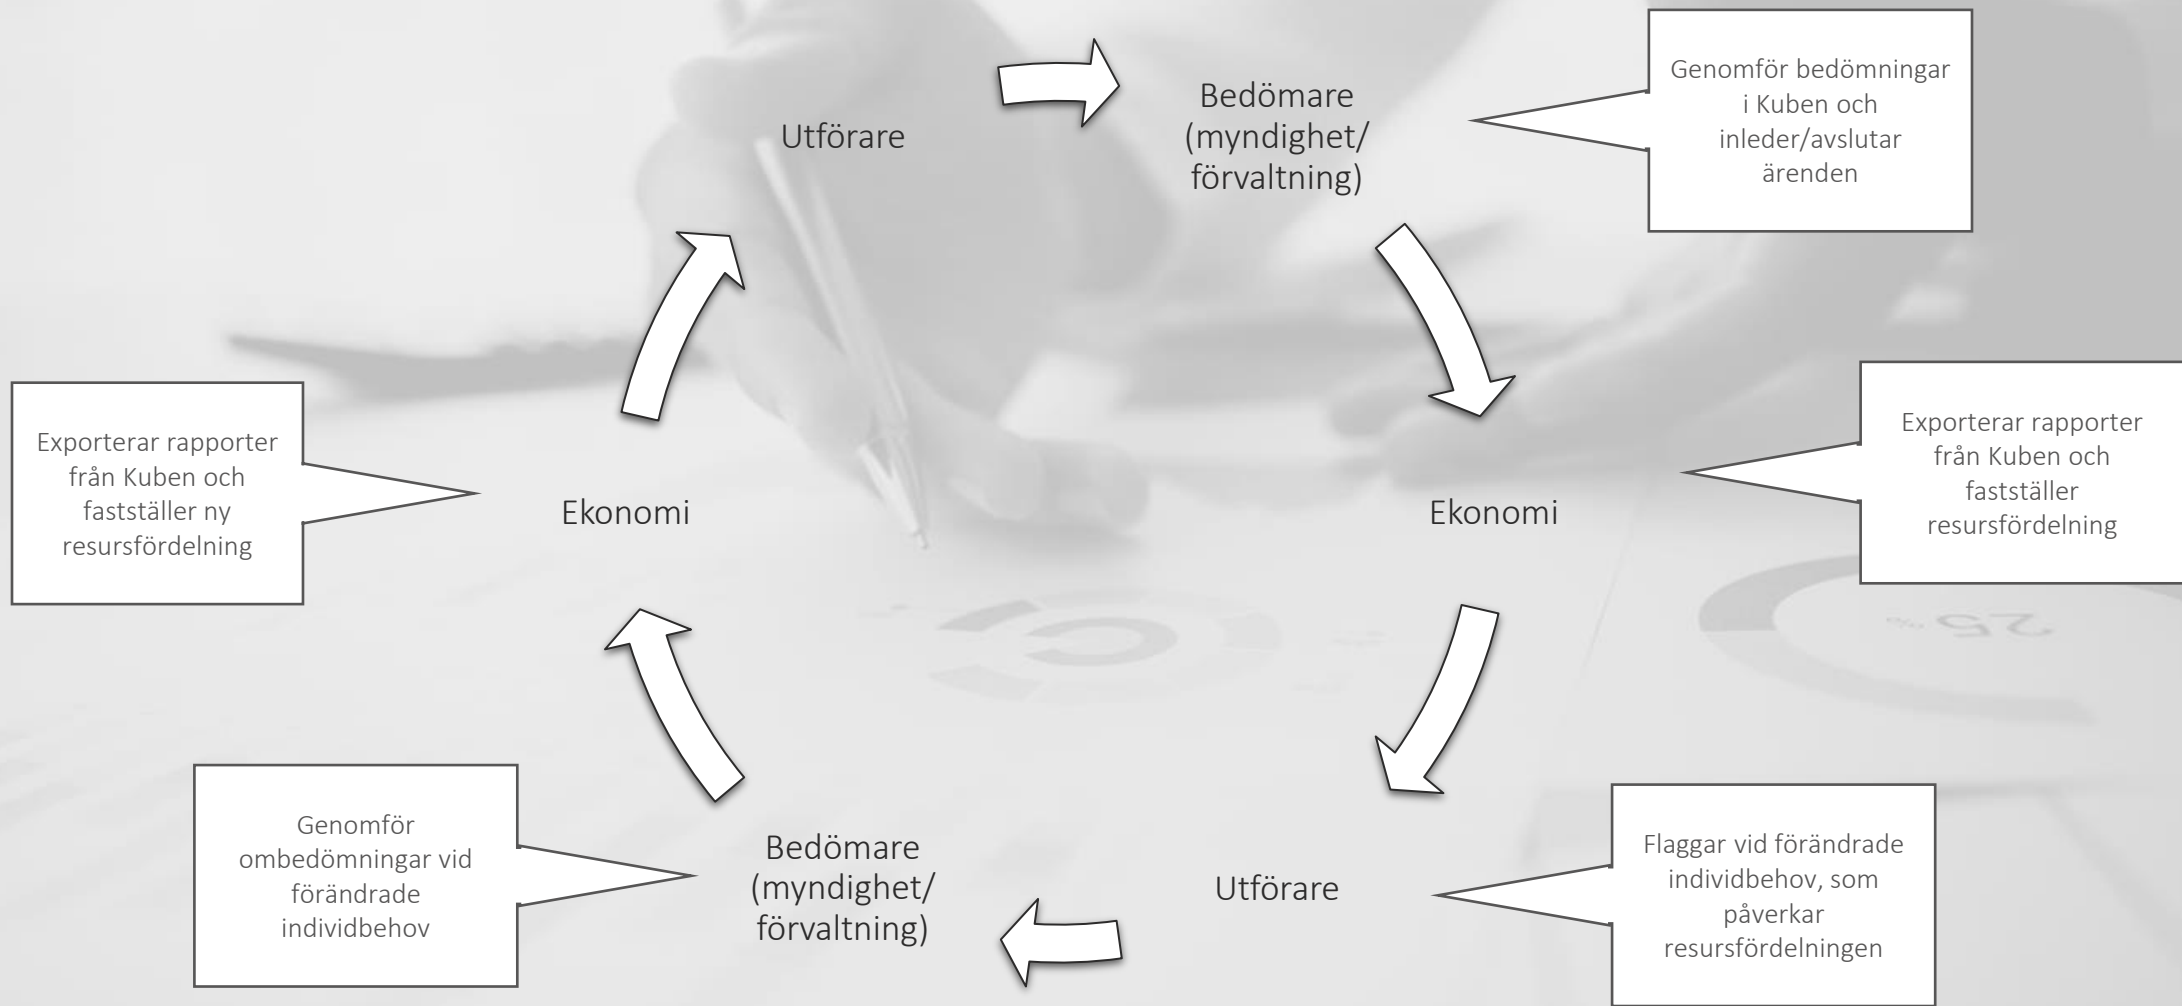 Utförare
Bedömare
(myndighet/
förvaltning)
Genomför bedömningar
i Kuben och
inleder/avslutar
ärenden
Exporterar rapporter
från Kuben och
fastställer ny
resursfördelning
Ekonomi
Ekonomi
Exporterar rapporter
från Kuben och
fastställer
resursfördelning
25 %
Genomför
ombedömningar vid
förändrade
individbehov
Bedömare
(myndighet/
förvaltning)
Utförare
Flaggar vid förändrade
individbehov, som
påverkar
resursfördelningen